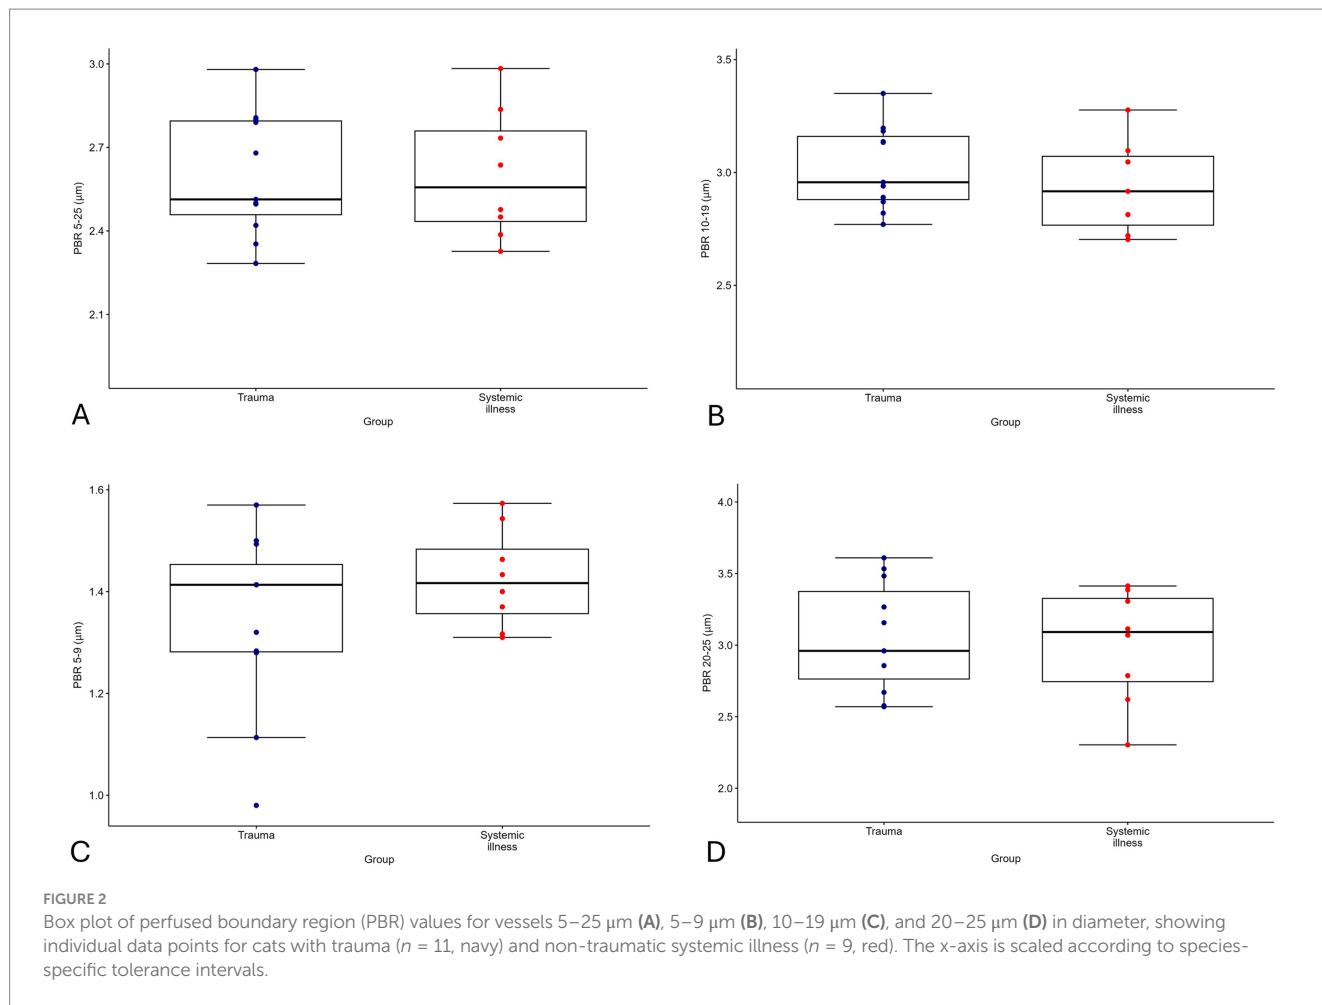 3.0
2.7
2.4
2.1
PBR 5-25 (μm)
Trauma
Systemic
illness
Group
A
3.5
3.0
2.5
PBR 10-19 (μm)
Trauma
Systemic
illness
Group
B
1.6
1.4
1.2
1.0
PBR 5-9 (μm)
Trauma
Systemic
illness
Group
C
4.0
3.5
3.0
2.5
2.0
PBR 20-25 (μm)
Trauma
Systemic
illness
Group
D
FIGURE 2
Box plot of perfused boundary region (PBR) values for vessels 5–25 μm (A), 5–9 μm (B), 10–19 μm (C), and 20–25 μm (D) in diameter, showing
individual data points for cats with trauma (n = 11, navy) and non-traumatic systemic illness (n = 9, red). The x-axis is scaled according to species-
specific tolerance intervals.